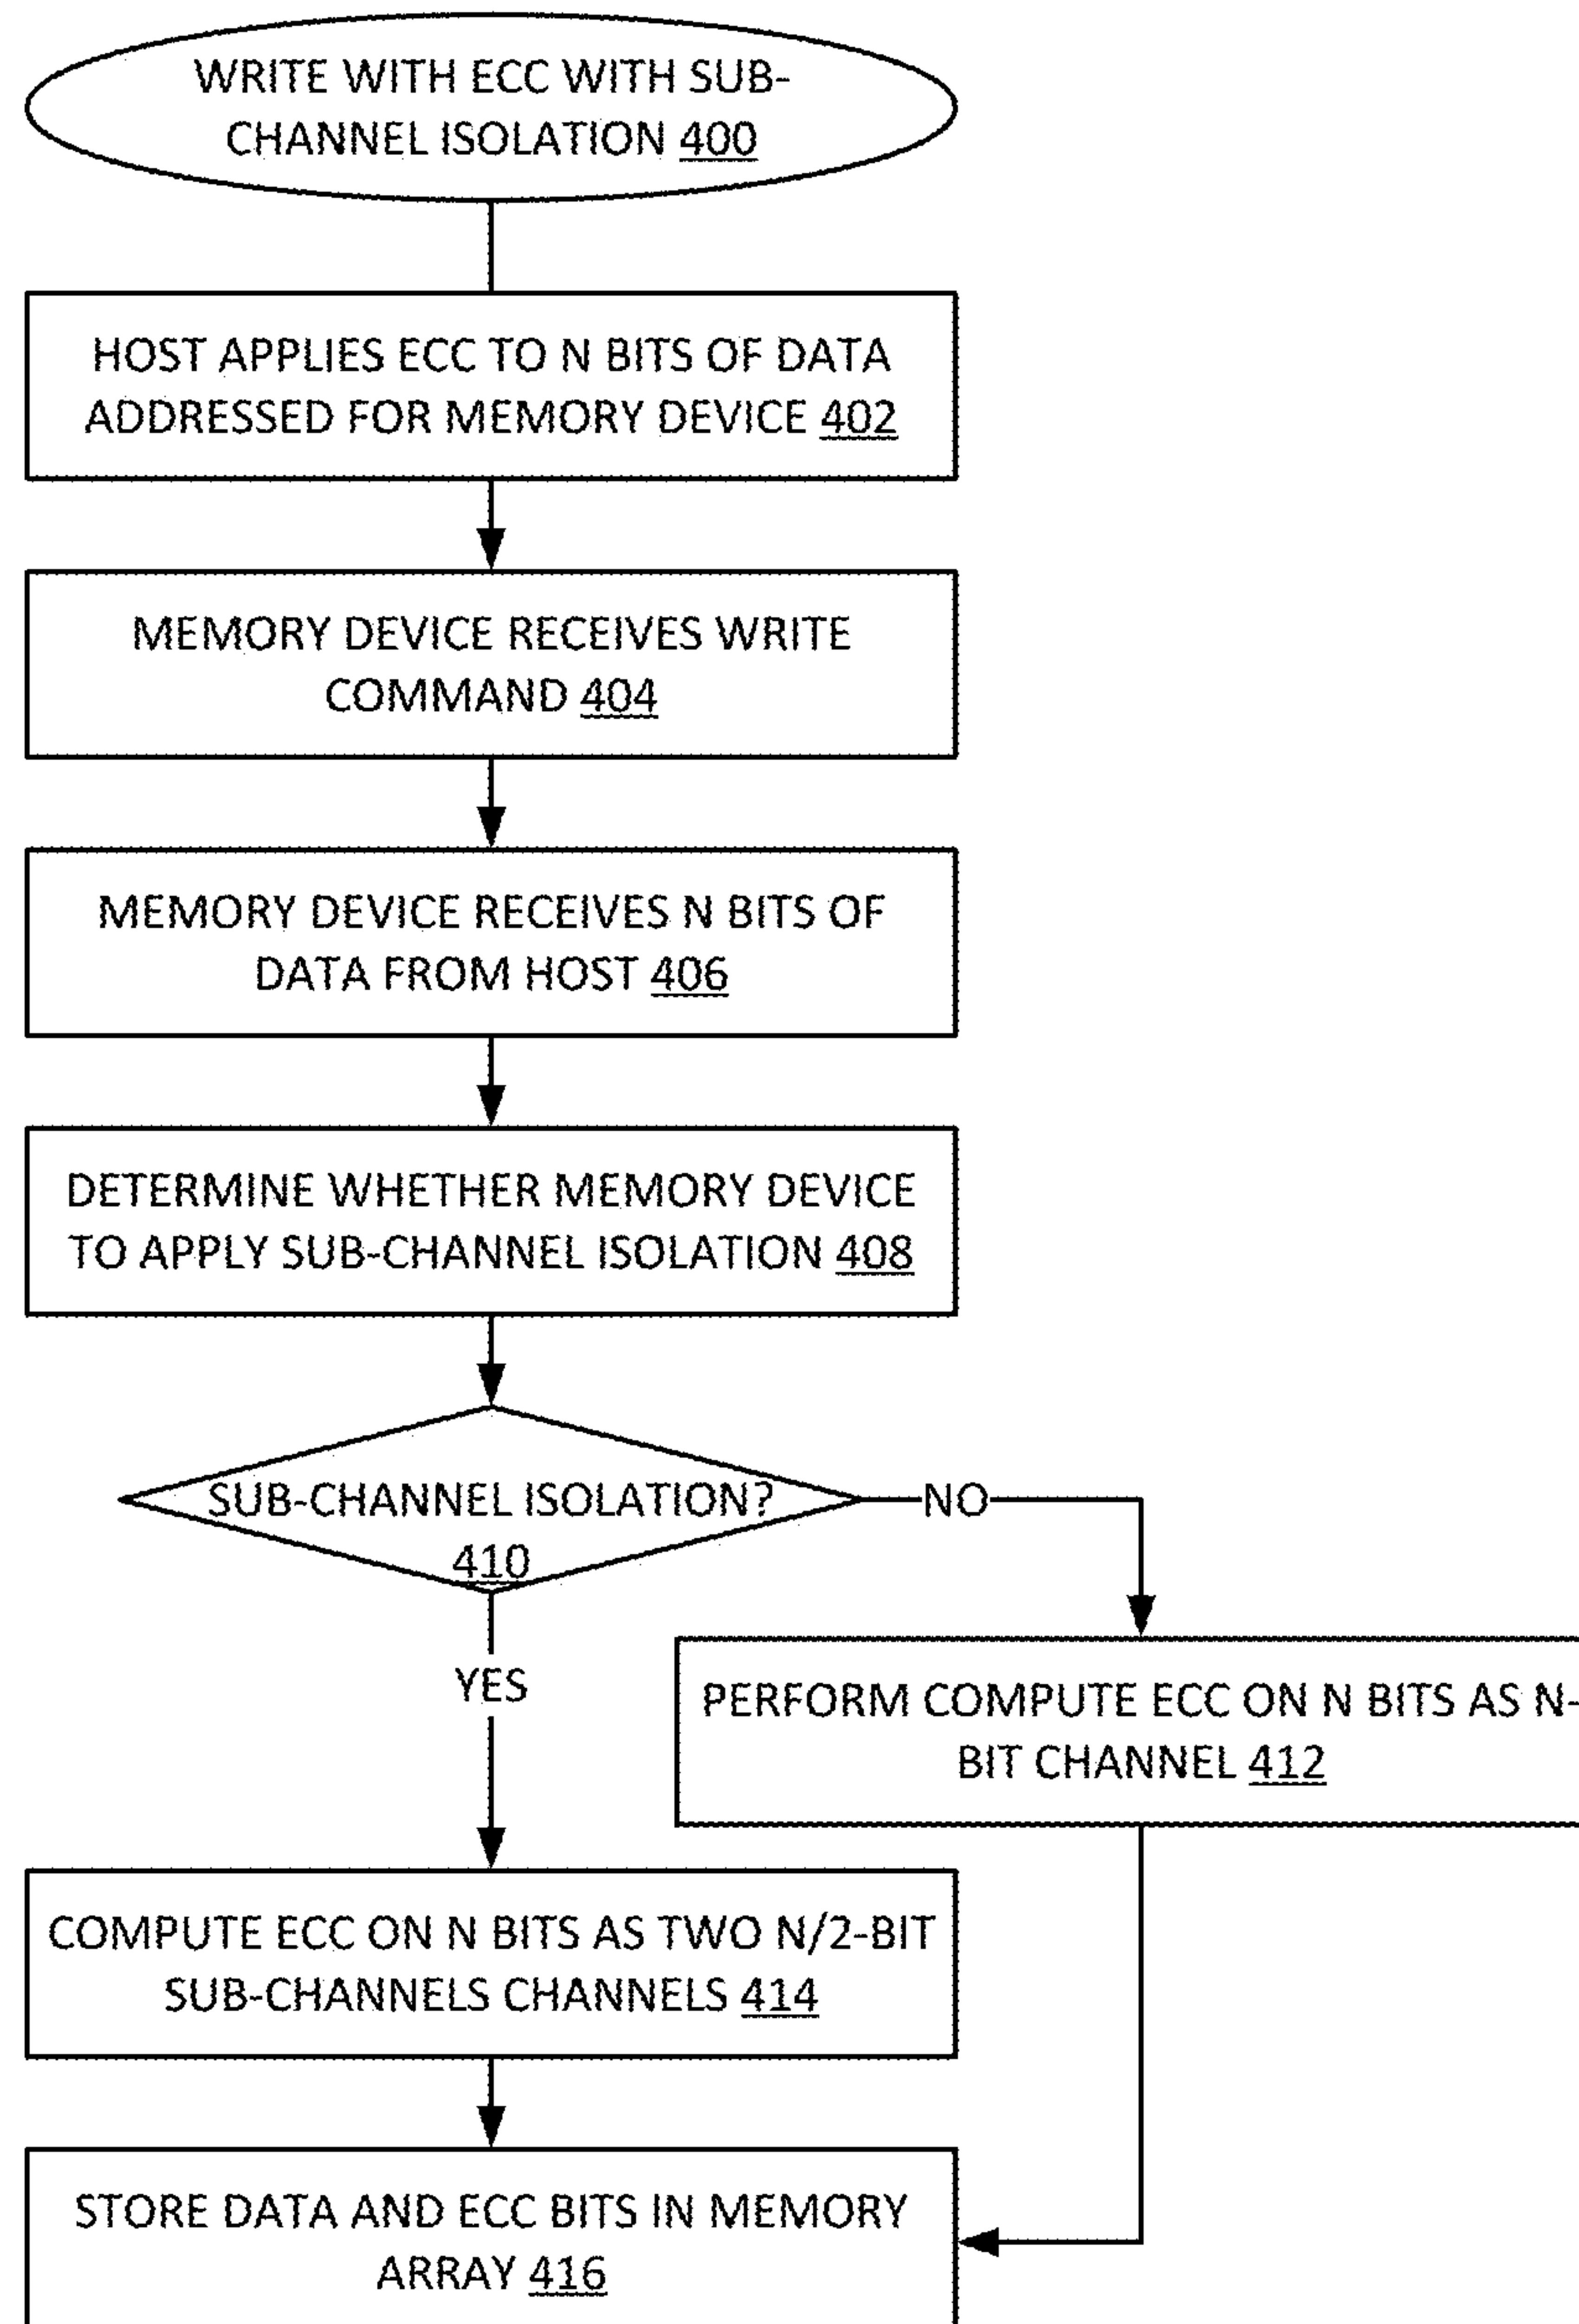 WRITE WITH ECC WITH SUB-
CHANNEL ISOLATION 400
HOST APPLIES ECC TO N BITS OF DATA
ADDRESSED FOR MEMORY DEVICE 402
MEMORY DEVICE RECEIVES WRITE
COMMAND 404
MEMORY DEVICE RECEIVES N BITS OF
DATA FROM HOST 406
DETERMINE WHETHER MEMORY DEVICE
TO APPLY SUB-CHANNEL ISOLATION 408
SUB-CHANNEL ISOLATION?
410
NO
YES
PERFORM COMPUTE ECC ON N BITS AS N-
BIT CHANNEL 412
COMPUTE ECC ON N BITS AS TWO N/2-BIT
SUB-CHANNELS CHANNELS 414
STORE DATA AND ECC BITS IN MEMORY
ARRAY 416